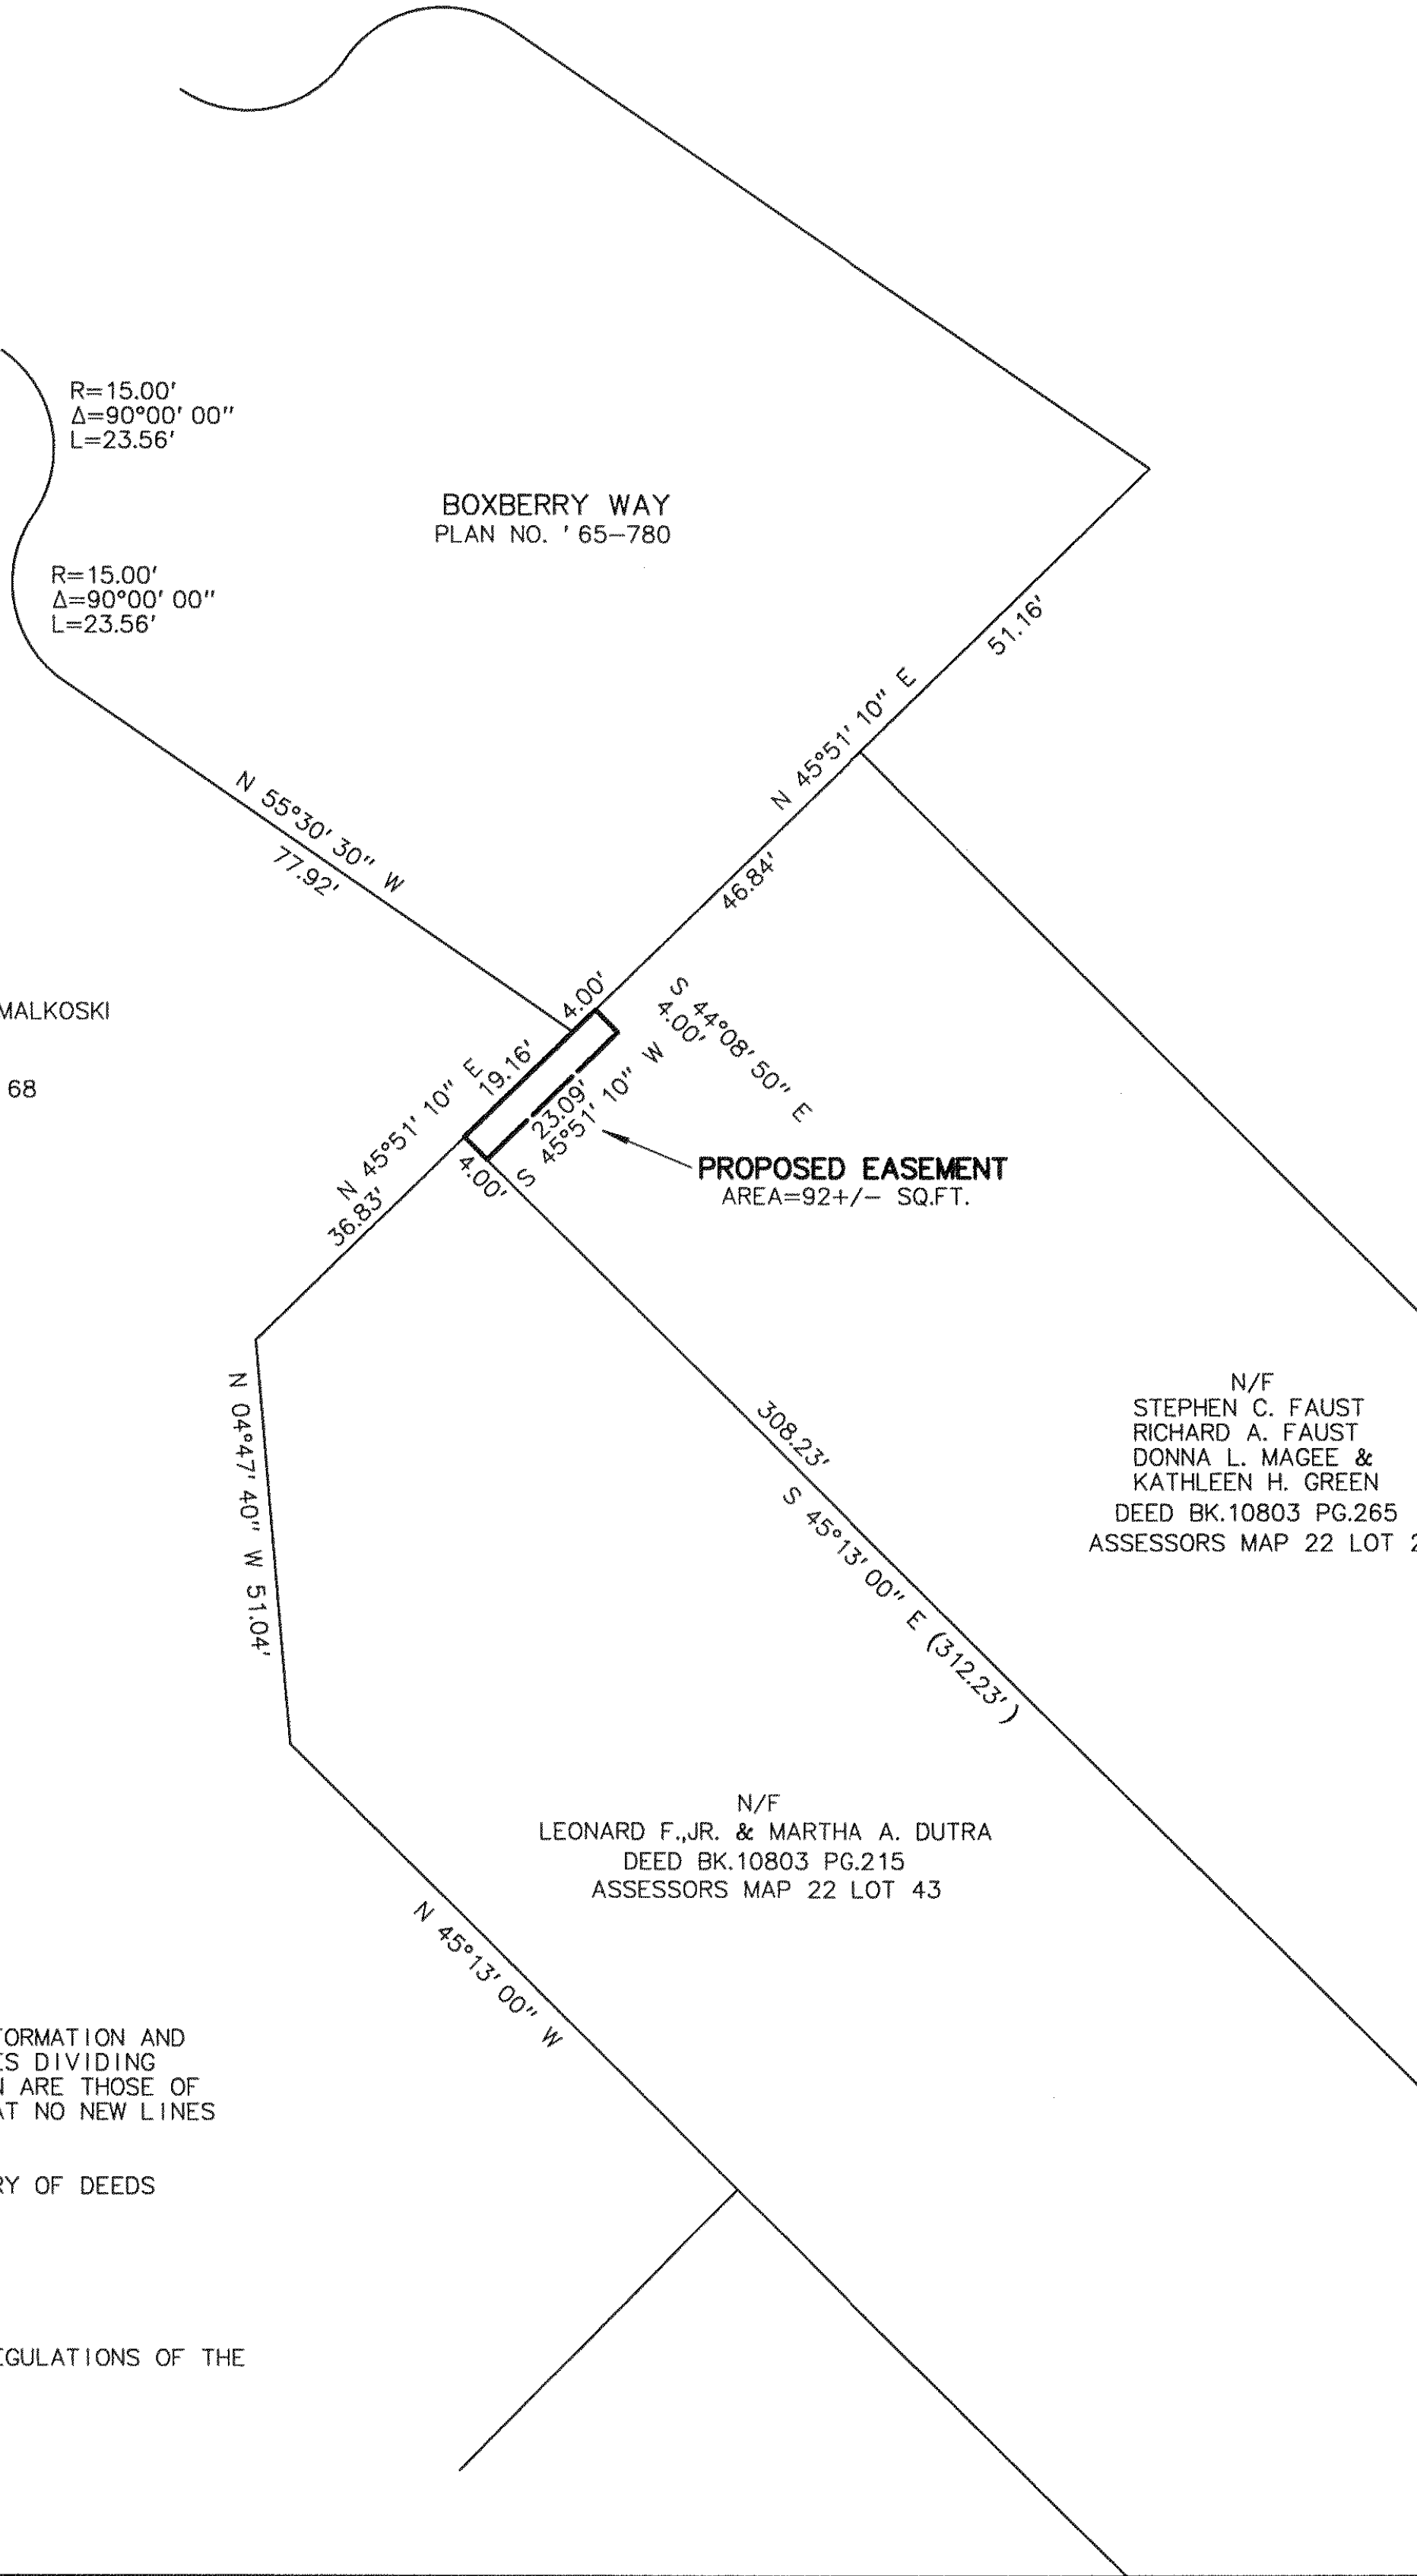 R=15.00'
Δ=90°00' 00"
L=23.56'
BOXBERRY WAY
PLAN NO. ' 65-780
R=15.00'
Δ=90°00' 00"
L=23.56'
51.16'
N 45°51' 10" E
N 55°30' 30" W
77.92'
46.84'
MALKOSKI
68
4.00'
S 44°08' 50" E
4.00'
19.16'
N 45°51' 10" E
36.83'
23.09'
S 45°51' 10" W
4.00'
PROPOSED EASEMENT
AREA=92+/- SQ.FT.
N 04°47' 40" W 51.04'
308.23'
S 45°13' 00" E (312.23')
N/F
STEPHEN C. FAUST
RICHARD A. FAUST
DONNA L. MAGEE &
KATHLEEN H. GREEN
DEED BK.10803 PG.265
ASSESSORS MAP 22 LOT 2
N/F
LEONARD F.,JR. & MARTHA A. DUTRA
DEED BK.10803 PG.215
ASSESSORS MAP 22 LOT 43
N 45°13' 00" W
FORMATION AND
ES DIVIDING
N ARE THOSE OF
AT NO NEW LINES
RY OF DEEDS
EGULATIONS OF THE